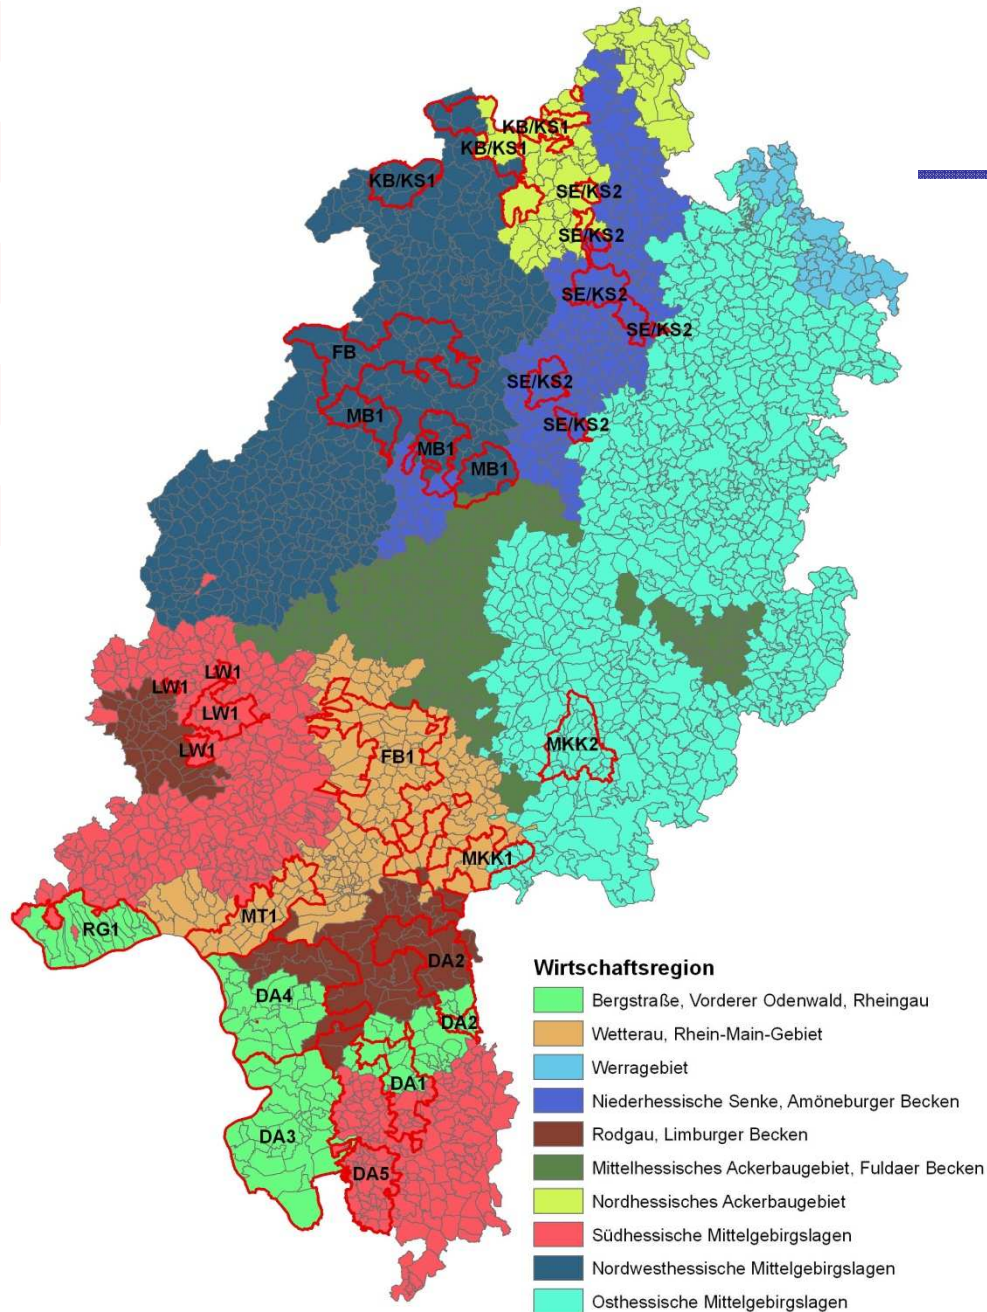 KB/KS1
KB/KS1
KB/KS1
SE/KS2
SE/KS2
SE/KS2
SE/KS2
FB
SE/KS2
MB1
SE/KS2
MB1
MB1
LW1
LW1
LW1
LW1
FB1
MKK2
MKK1
MT1
RG1
DA2
DA4
DA2
DA1
DA3
DA5
Wirtschaftsregion
Bergstraße, Vorderer Odenwald, Rheingau
Wetterau, Rhein-Main-Gebiet
Werragebiet
Niederhessische Senke, Amöneburger Becken
Rodgau, Limburger Becken
Mittelhessisches Ackerbaugebiet, Fuldaer Becken
Nordhessisches Ackerbaugebiet
Südhessische Mittelgebirgslagen
Nordwesthessische Mittelgebirgslagen
Osthessische Mittelgebirgslagen